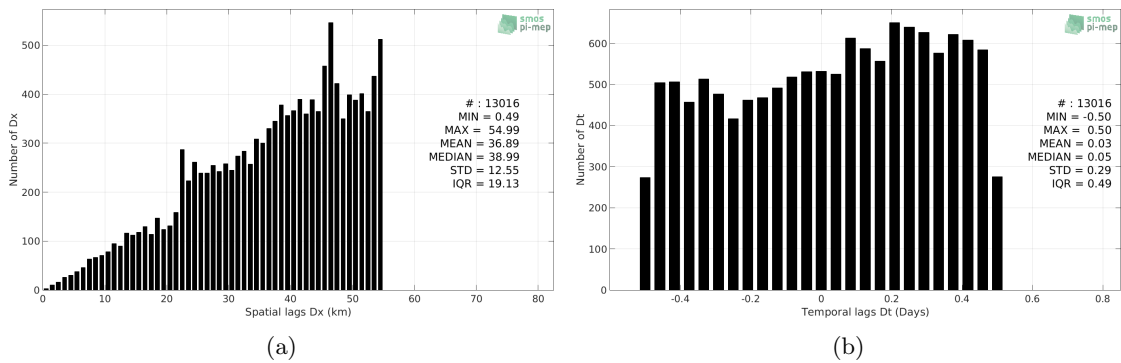 500
400
300
200
100
0
Number of Dx
smos
pi-mep
# : 13016
MIN = 0.49
MAX = 54.99
MEAN = 36.89
MEDIAN = 38.99
STD = 12.55
IQR = 19.13
0 10 20 30 40 50 60 70 80
Spatial lags Dx (km)
(a)
600
500
400
300
200
100
0
Number of Dt
smos
pi-mep
# : 13016
MIN = -0.50
MAX = 0.50
MEAN = 0.03
MEDIAN = 0.05
STD = 0.29
IQR = 0.49
-0.4 -0.2 0 0.2 0.4 0.6 0.8
Temporal lags Dt (Days)
(b)